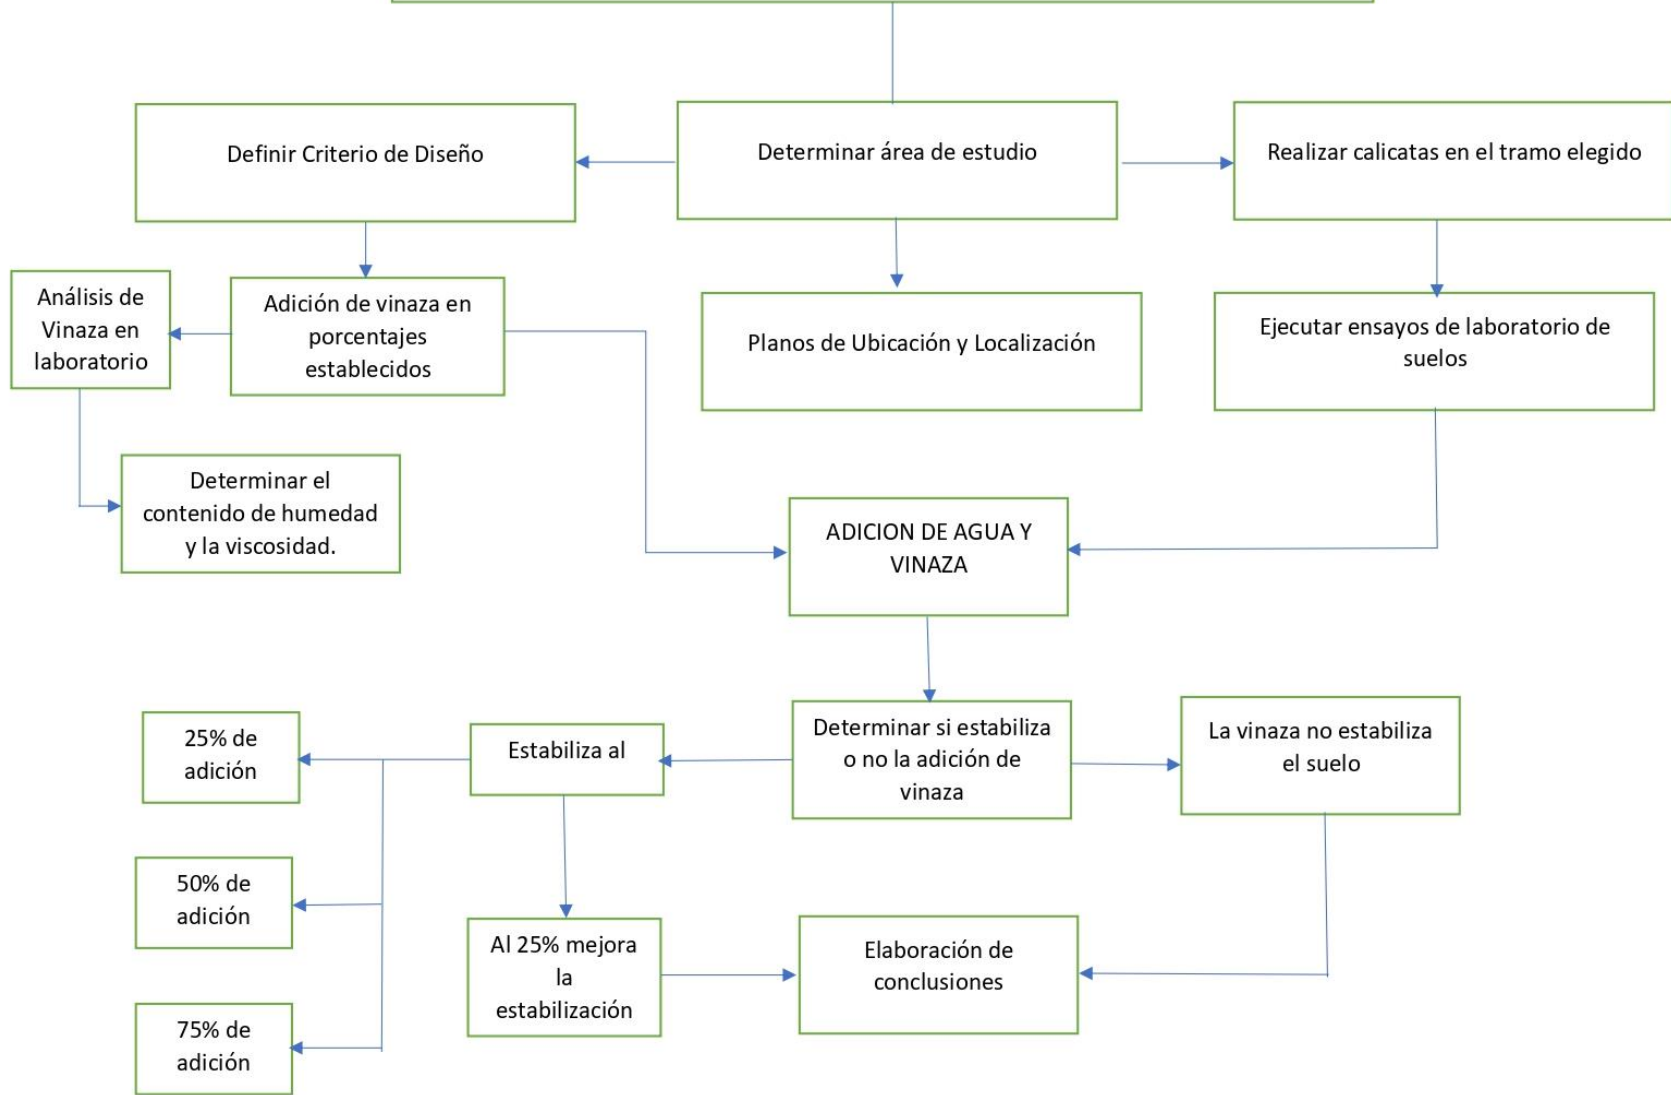 Definir Criterio de Diseño
Determinar área de estudio
Realizar calicatas en el tramo elegido
Análisis de
Vinaza en
laboratorio
Adición de vinaza en
porcentajes
establecidos
Planos de Ubicación y Localización
Ejecutar ensayos de laboratorio de
suelos
Determinar el
contenido de humedad
y la viscosidad.
ADICION DE AGUA Y
VINAZA
25% de
adición
Estabiliza al
Determinar si estabiliza
o no la adición de
vinaza
La vinaza no estabiliza
el suelo
50% de
adición
Al 25% mejora
la
estabilización
Elaboración de
conclusiones
75% de
adición